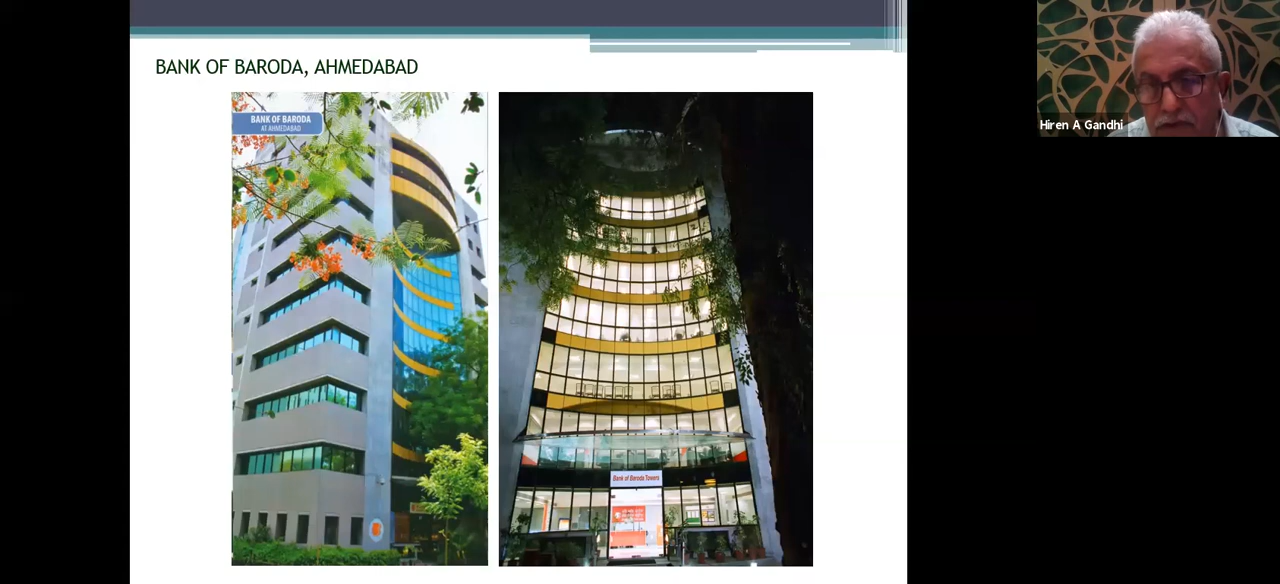 BANK OF BARODA, AHMEDABAD
BANK OF BARODA
AT AHMEDABAD
Bank of Baroda Towers
Hiren A Gandhi